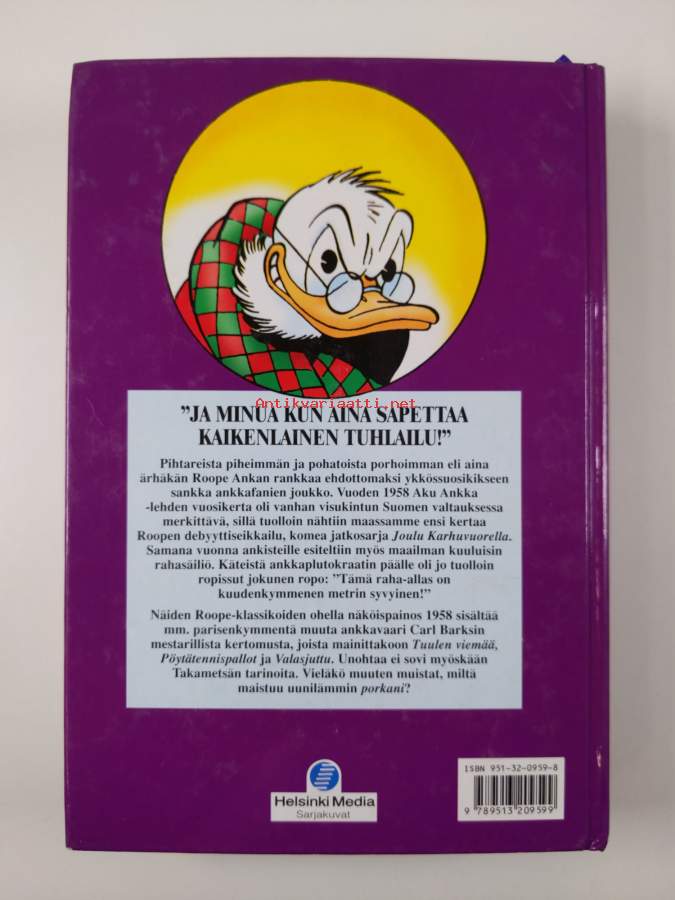 Antikvariaatti.net
”JA MINUA KUN AINA SAPETTAA
KAIKENLAINEN TUHLAILU!”
Pihtareista piheimmän ja pohatoista porhoimman eli aina
ärhäkän Roope Ankan rankkaa ehdottomaksi ykkössuosikikseen
sankka ankkafanien joukko. Vuoden 1958 Aku Ankka
-lehden vuosikerta oli vanhan visukintun Suomen valtauksessa
merkittävä, sillä tuolloin nähtiin maassamme ensi kertaa
Roopen debyyttiseikkailu, komea jatkosarja Joulu Karhuvuorella.
Samana vuonna ankisteille esiteltiin myös maailman kuuluisin
rahasäiliö. Käteistä ankkaplutokraatin päälle oli jo tuolloin
ropissut jokunen ropo: ”Tämä raha-allas on
kuudenkymmenen metrin syvyinen!”
Näiden Roope-klassikoiden ohella näköispainos 1958 sisältää
mm. parisenkymmentä muuta ankkavaari Carl Barksin
mestarillista kertomusta, joista mainittakoon Tuulen viemää,
Pöytätennispallot ja Valasjuttu. Unohtaa ei sovi myöskään
Takametsän tarinoita. Vieläkö muuten muistat, miltä
maistuu uunilämmin porkani?
Helsinki Media
Sarjakuvat
ISBN 951-32-0959-8
9 789513 209599